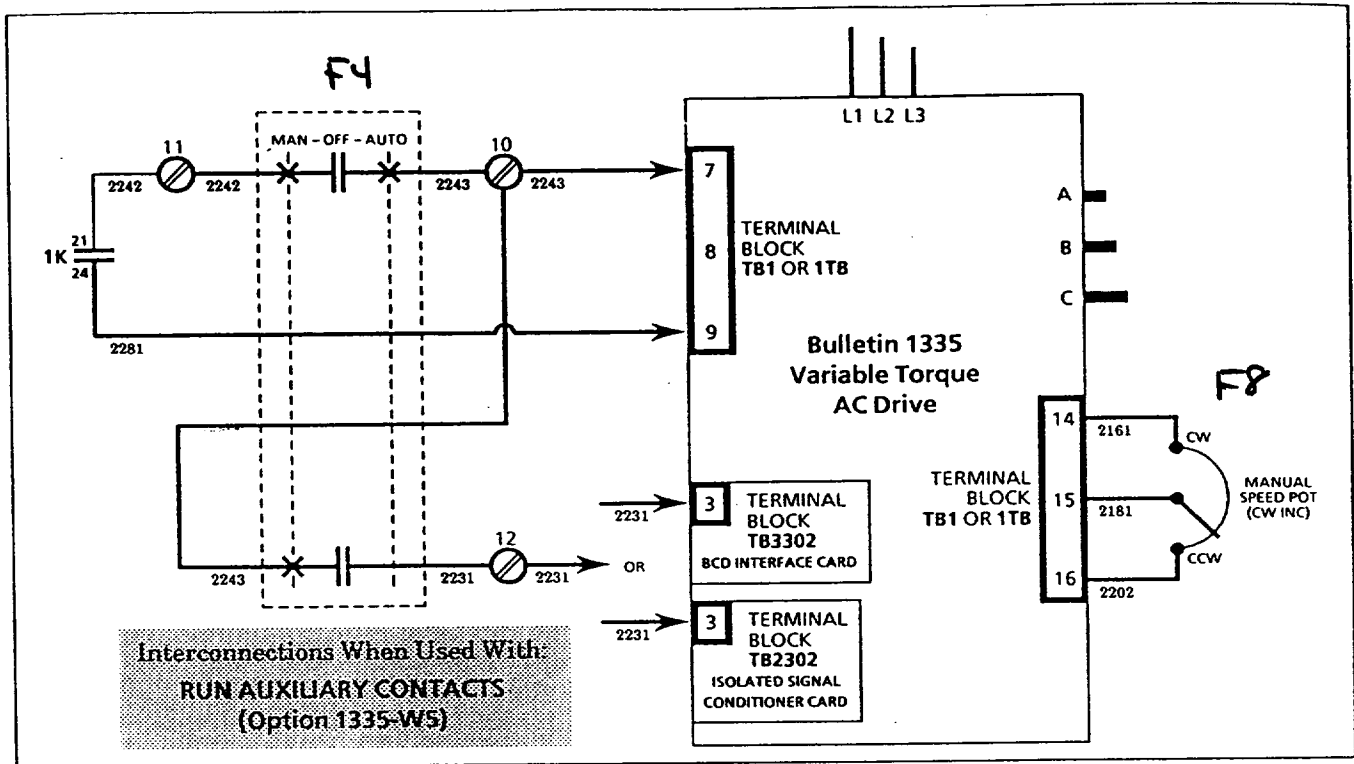 F4
L1 L2 L3
MAN – OFF – AUTO
11
10
2242
2242
2243
2243
7
A
21
1K
24
8
TERMINAL
BLOCK
TB1 OR 1TB
B
C
2281
9
Bulletin 1335
Variable Torque
AC Drive
F8
14
2161
CW
TERMINAL
BLOCK
TB1 OR 1TB
15
2181
MANUAL
SPEED POT
(CW INC)
CCW
16
2202
2231
3
TERMINAL
BLOCK
TB3302
BCD INTERFACE CARD
2243
2231
12
2231
OR
2231
3
TERMINAL
BLOCK
TB2302
ISOLATED SIGNAL
CONDITIONER CARD
Interconnections When Used With:
RUN AUXILIARY CONTACTS
(Option 1335-W5)